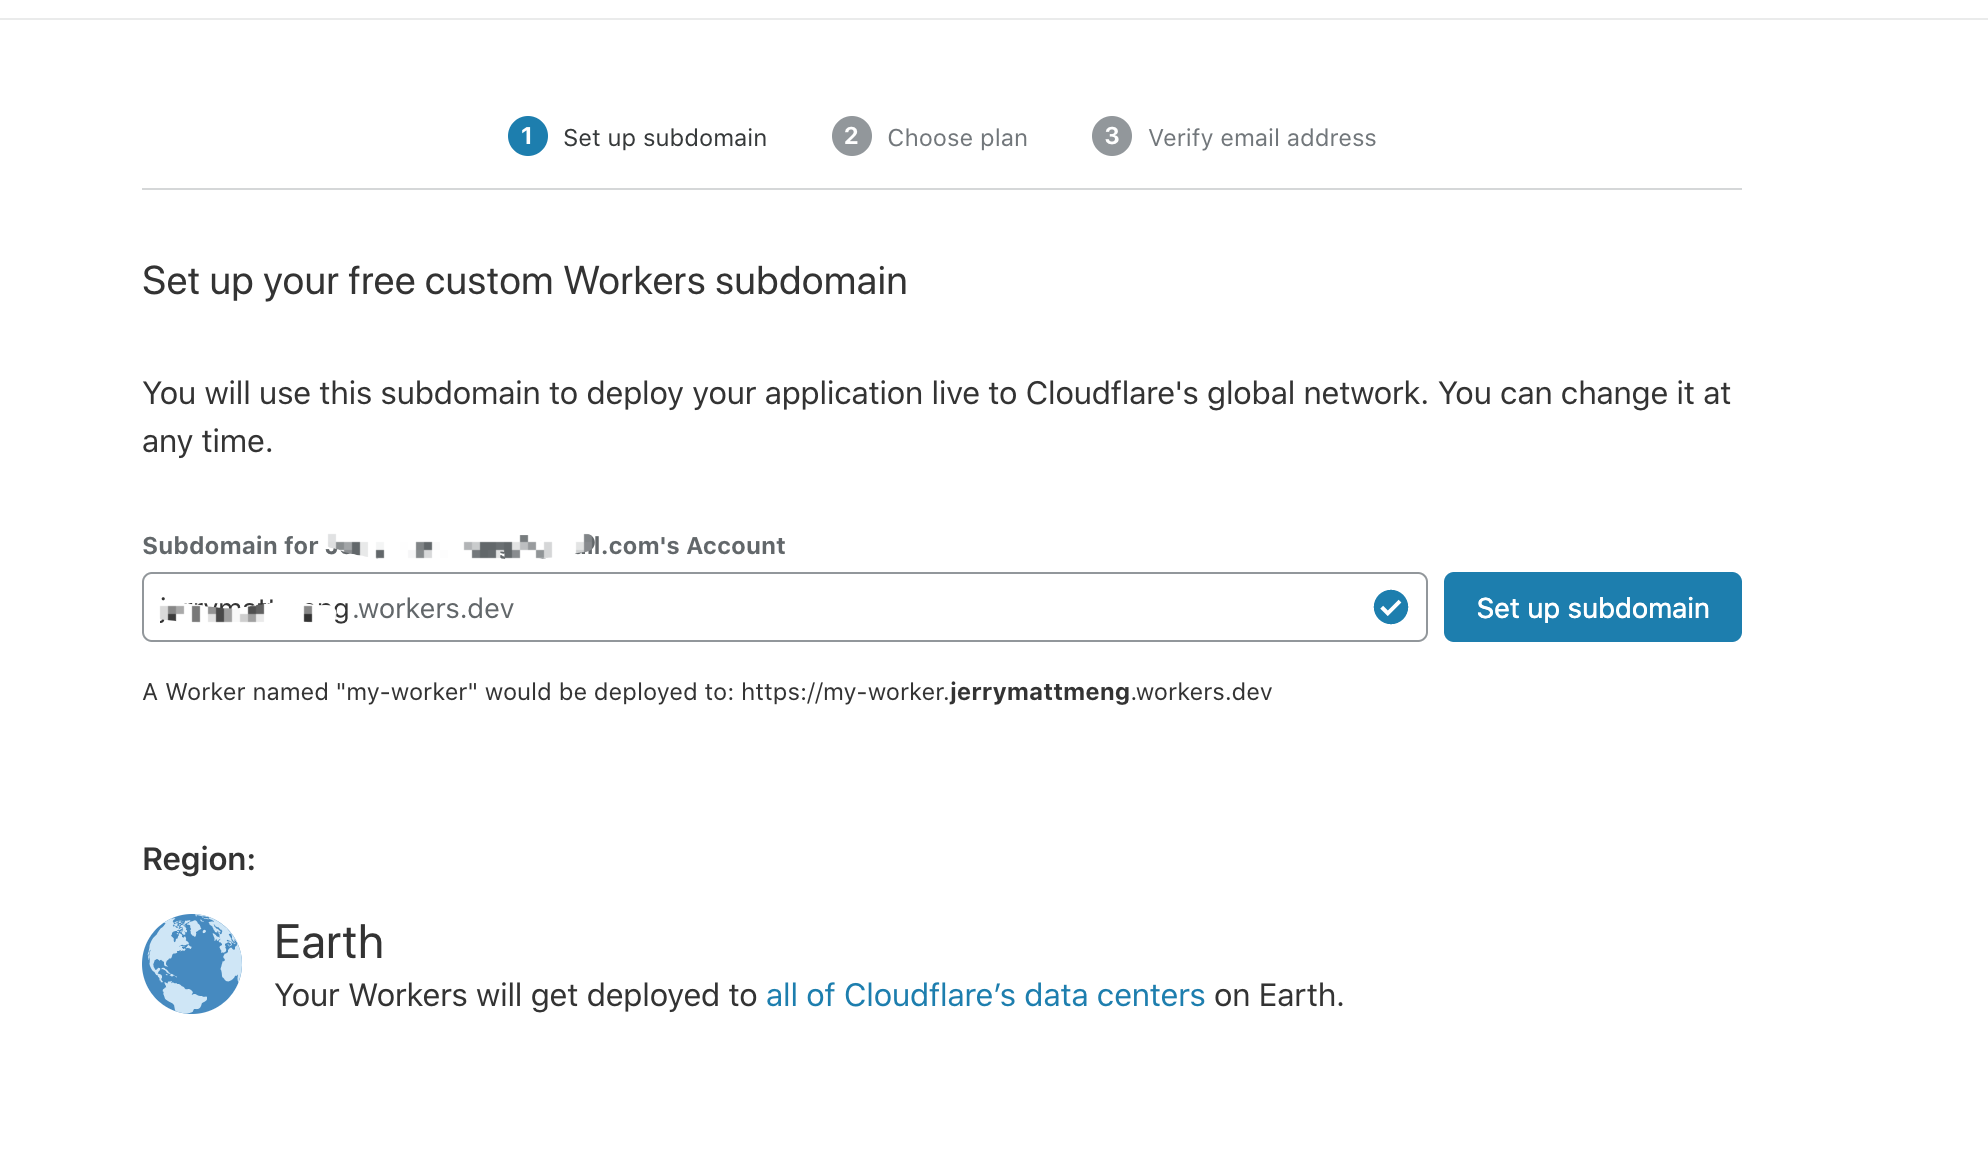 1 Set up subdomain 2 Choose plan 3 Verify email address
Set up your free custom Workers subdomain
You will use this subdomain to deploy your application live to Cloudflare's global network. You can change it at
any time.
Subdomain for .com's Account
.workers.dev
Set up subdomain
A Worker named "my-worker" would be deployed to: https://my-worker.jerrymattmeng.workers.dev
Region:
Earth
Your Workers will get deployed to all of Cloudflare’s data centers on Earth.